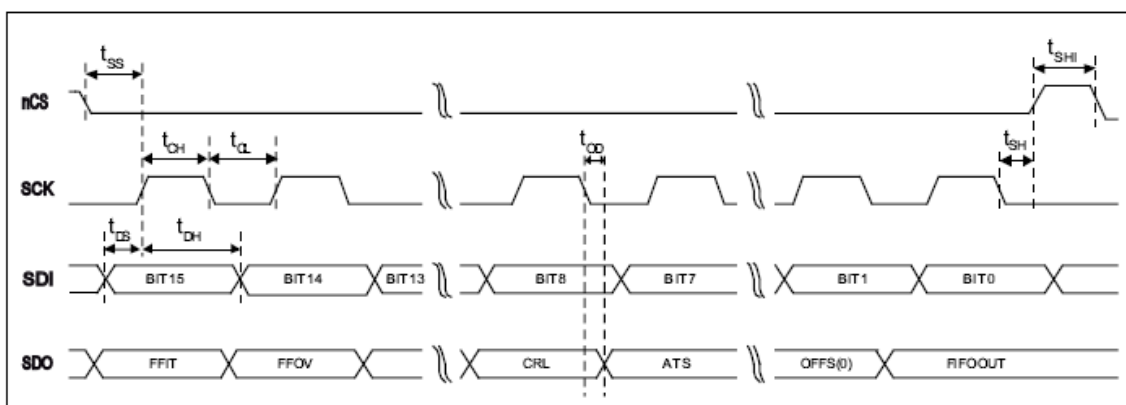 tSS
tSHI
nCS
tCH tCL tOD tSH
SCK
tDS tDH
SDI BIT15 BIT14 BIT13 BIT8 BIT7 BIT1 BIT0
SDO FFIT FFOV CRL ATS OFFS(0) FIFOOUT